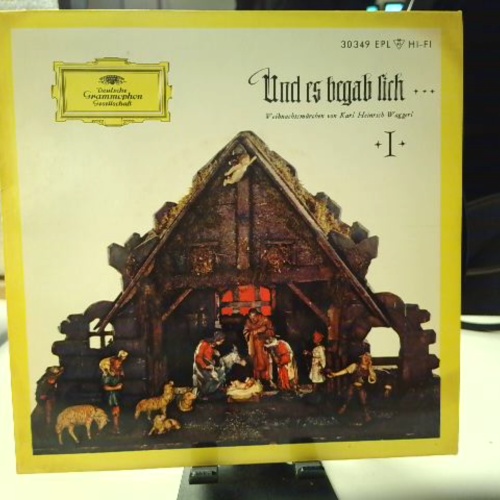 30349 EPL HI-FI
Deutsche
Grammophon
Gesellschaft
Und es begab sich ...
Weihnachtsmärchen von Karl Heinrich Waggerl
I